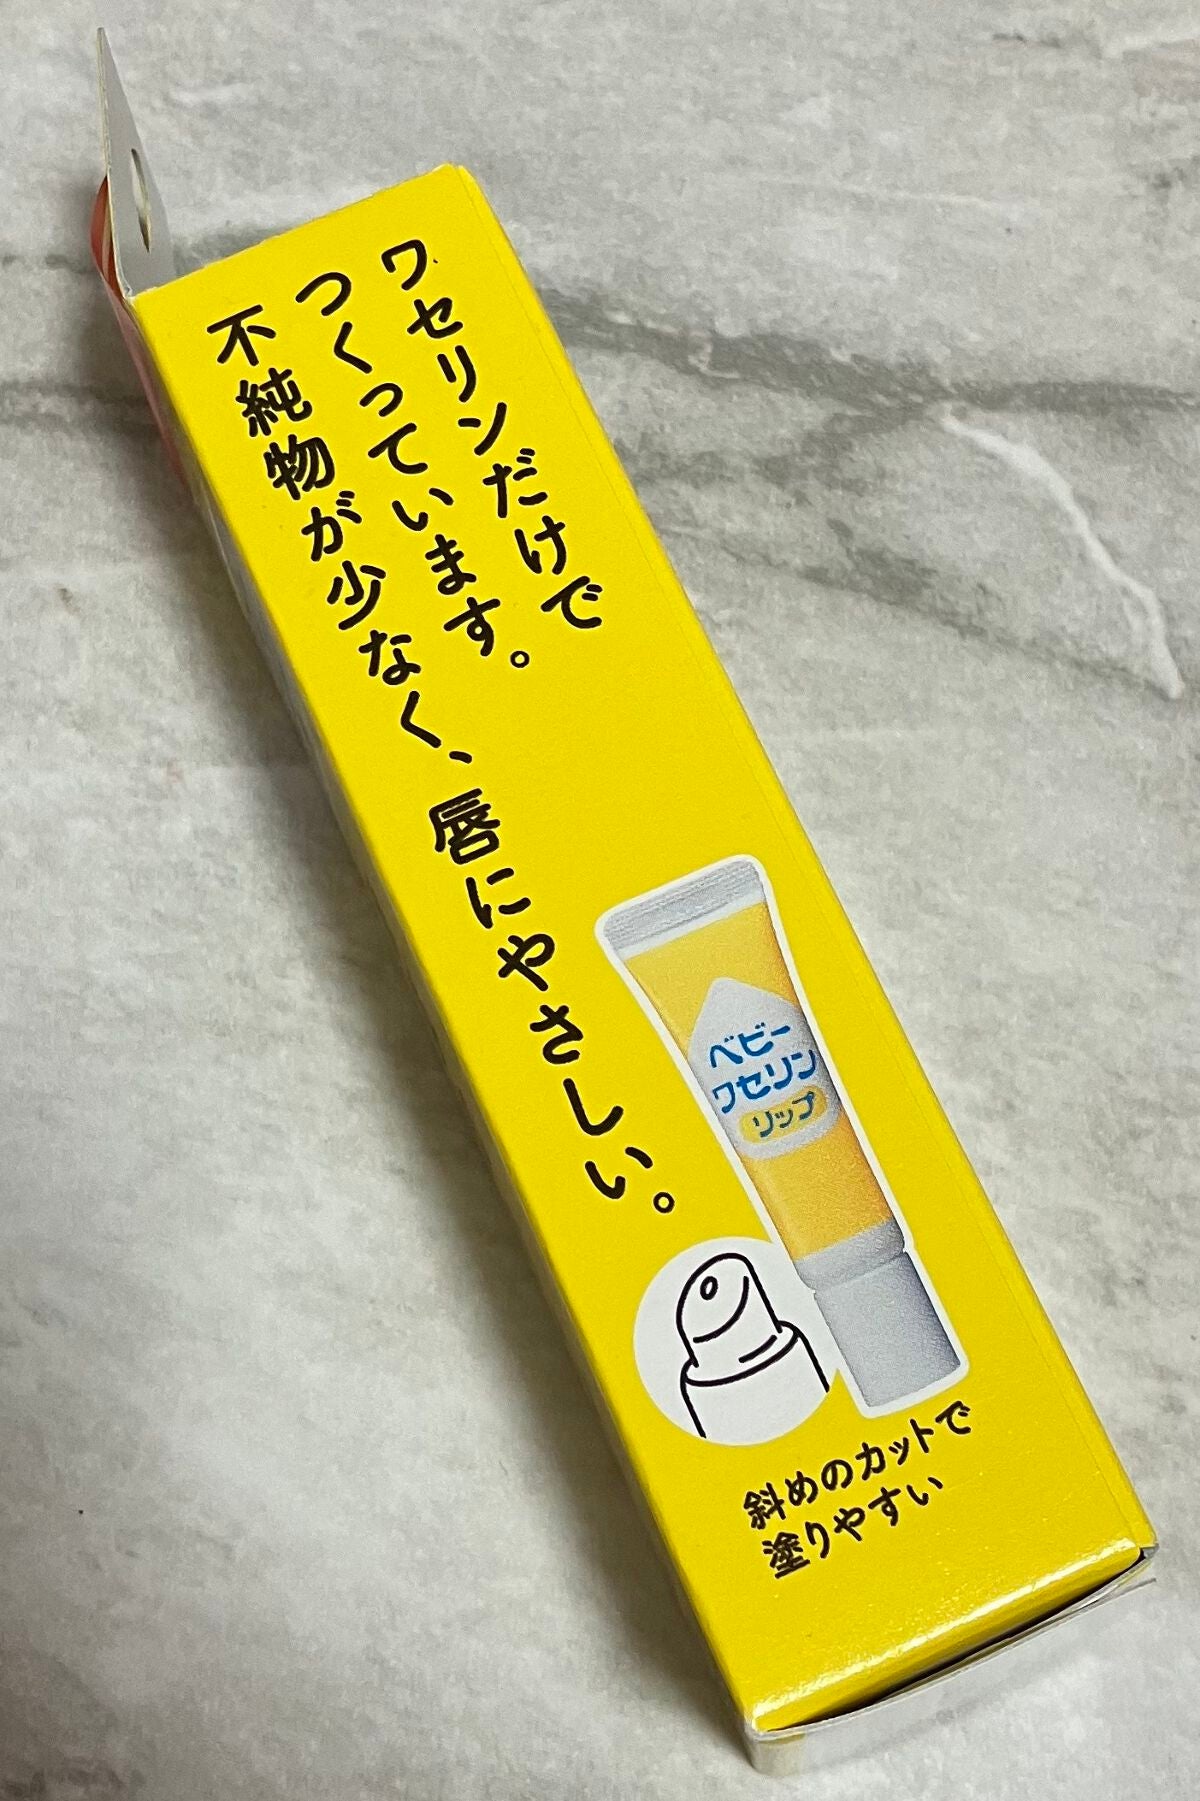 ワセリンだけで
つくっています。
不純物が少なく、唇にやさしい。
ベビー
ワセリン
リップ
斜めのカットで
塗りやすい